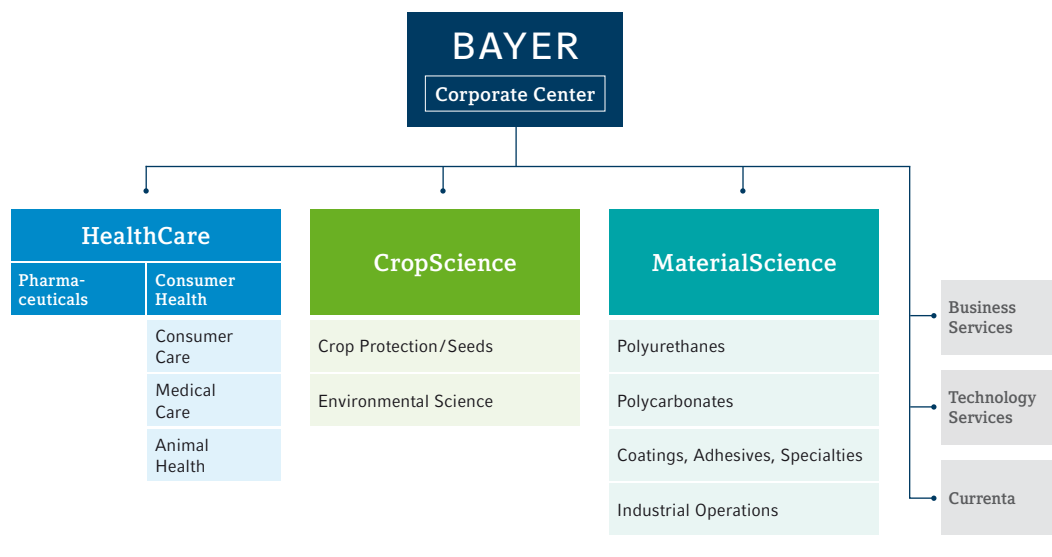 BAYER
Corporate Center
HealthCare
Pharma-
ceuticals
Consumer
Health
Consumer
Care
Medical
Care
Animal
Health
CropScience
Crop Protection/Seeds
Environmental Science
MaterialScience
Polyurethanes
Polycarbonates
Coatings, Adhesives, Specialties
Industrial Operations
Business
Services
Technology
Services
Currenta